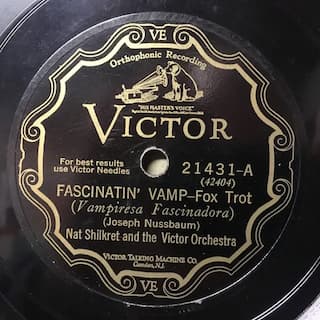 VE
Orthophonic Recording
"HIS MASTER'S VOICE"
VICTOR
For best results
use Victor Needles
21431-A
(42404)
FASCINATIN' VAMP–Fox Trot
(Vampiresa Fascinadora)
(Joseph Nussbaum)
Nat Shilkret and the Victor Orchestra
VICTOR TALKING MACHINE CO.
Camden, N.J.
VE